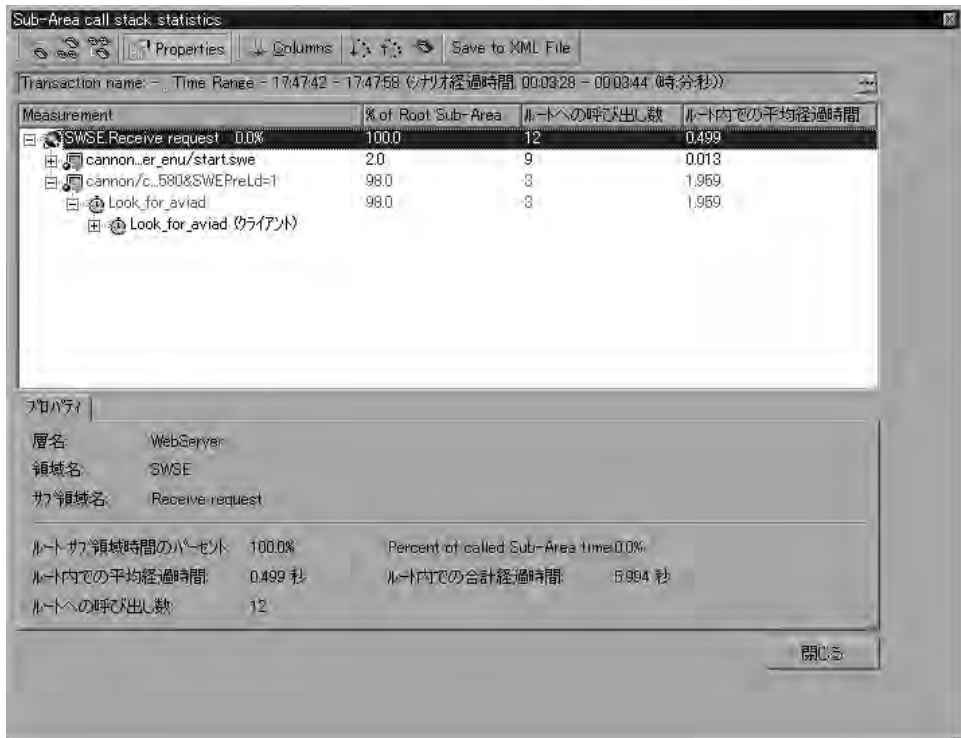 Sub-Area call stack statistics
Properties Columns Save to XML File
Transaction name: - Time Range - 17:47:42 - 17:47:58 (シナリオ経過時間 00:03:28 - 00:03:44 (時:分:秒))
Measurement % of Root Sub-Area ルートへの呼び出し数 ルート内での平均経過時間
SWSE.Receive request 0.0% 100.0 12 0.499
cannon...er_enu/start.swe 2.0 9 0.013
cannon/c...580&SWEPreLd=1 98.0 3 1.959
Look_for_aviad 98.0 3 1.959
Look_for_aviad (クライアント)
プロパティ
層名: WebServer
領域名: SWSE
サブ領域名: Receive request
ルート サブ領域時間のパーセント: 100.0% Percent of called Sub-Area time:0.0%
ルート内での平均経過時間: 0.499 秒 ルート内での合計経過時間: 5.994 秒
ルートへの呼び出し数: 12
閉じる